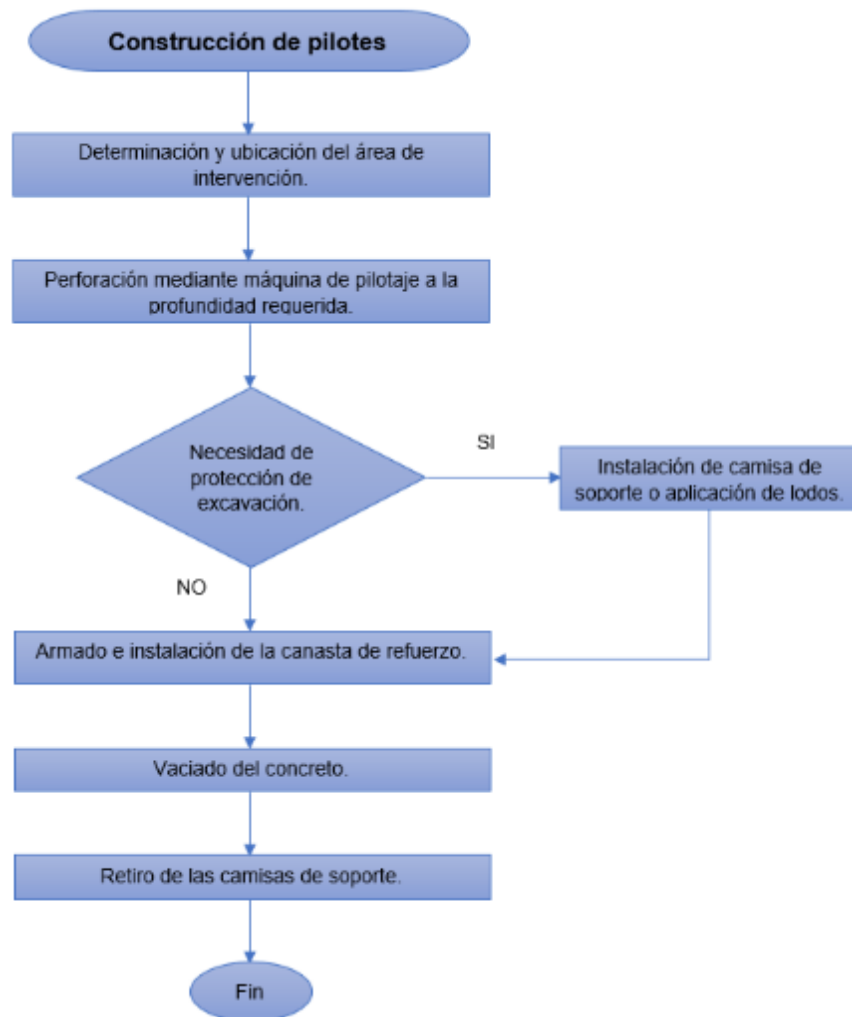 Construcción de pilotes
Determinación y ubicación del área de
intervención.
Perforación mediante máquina de pilotaje a la
profundidad requerida.
Necesidad de
protección de
excavación.
SI
Instalación de camisa de
soporte o aplicación de lodos.
NO
Armado e instalación de la canasta de refuerzo.
Vaciado del concreto.
Retiro de las camisas de soporte.
Fin